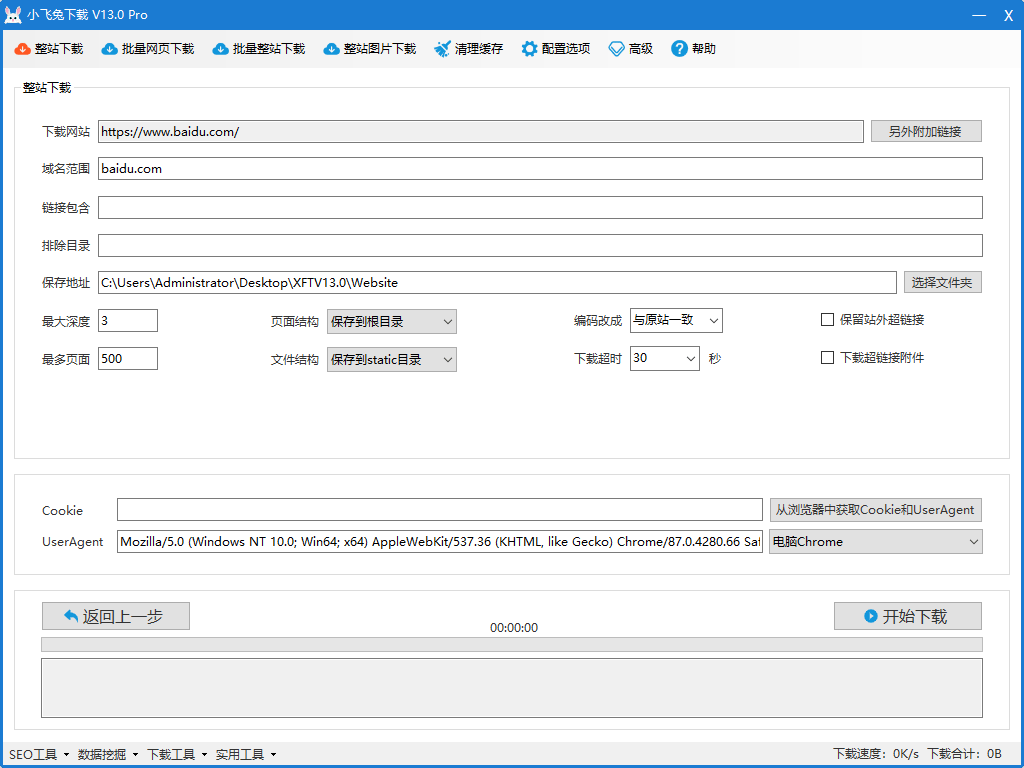 小飞兔下载 V13.0 Pro
整站下载 批量网页下载 批量整站下载 整站图片下载 清理缓存 配置选项 高级 帮助
整站下载
下载网站 https://www.baidu.com/ 另外附加链接
域名范围 baidu.com
链接包含
排除目录
保存地址 C:\Users\Administrator\Desktop\XFTV13.0\Website 选择文件夹
最大深度 3 页面结构 保存到根目录 编码改成 与原站一致 保留站外超链接
最多页面 500 文件结构 保存到static目录 下载超时 30 秒 下载超链接附件
Cookie 从浏览器中获取Cookie和UserAgent
UserAgent Mozilla/5.0 (Windows NT 10.0; Win64; x64) AppleWebKit/537.36 (KHTML, like Gecko) Chrome/87.0.4280.66 Saf 电脑Chrome
返回上一步 00:00:00 开始下载
SEO工具 数据挖掘 下载工具 实用工具 下载速度：0K/s 下载合计：0B